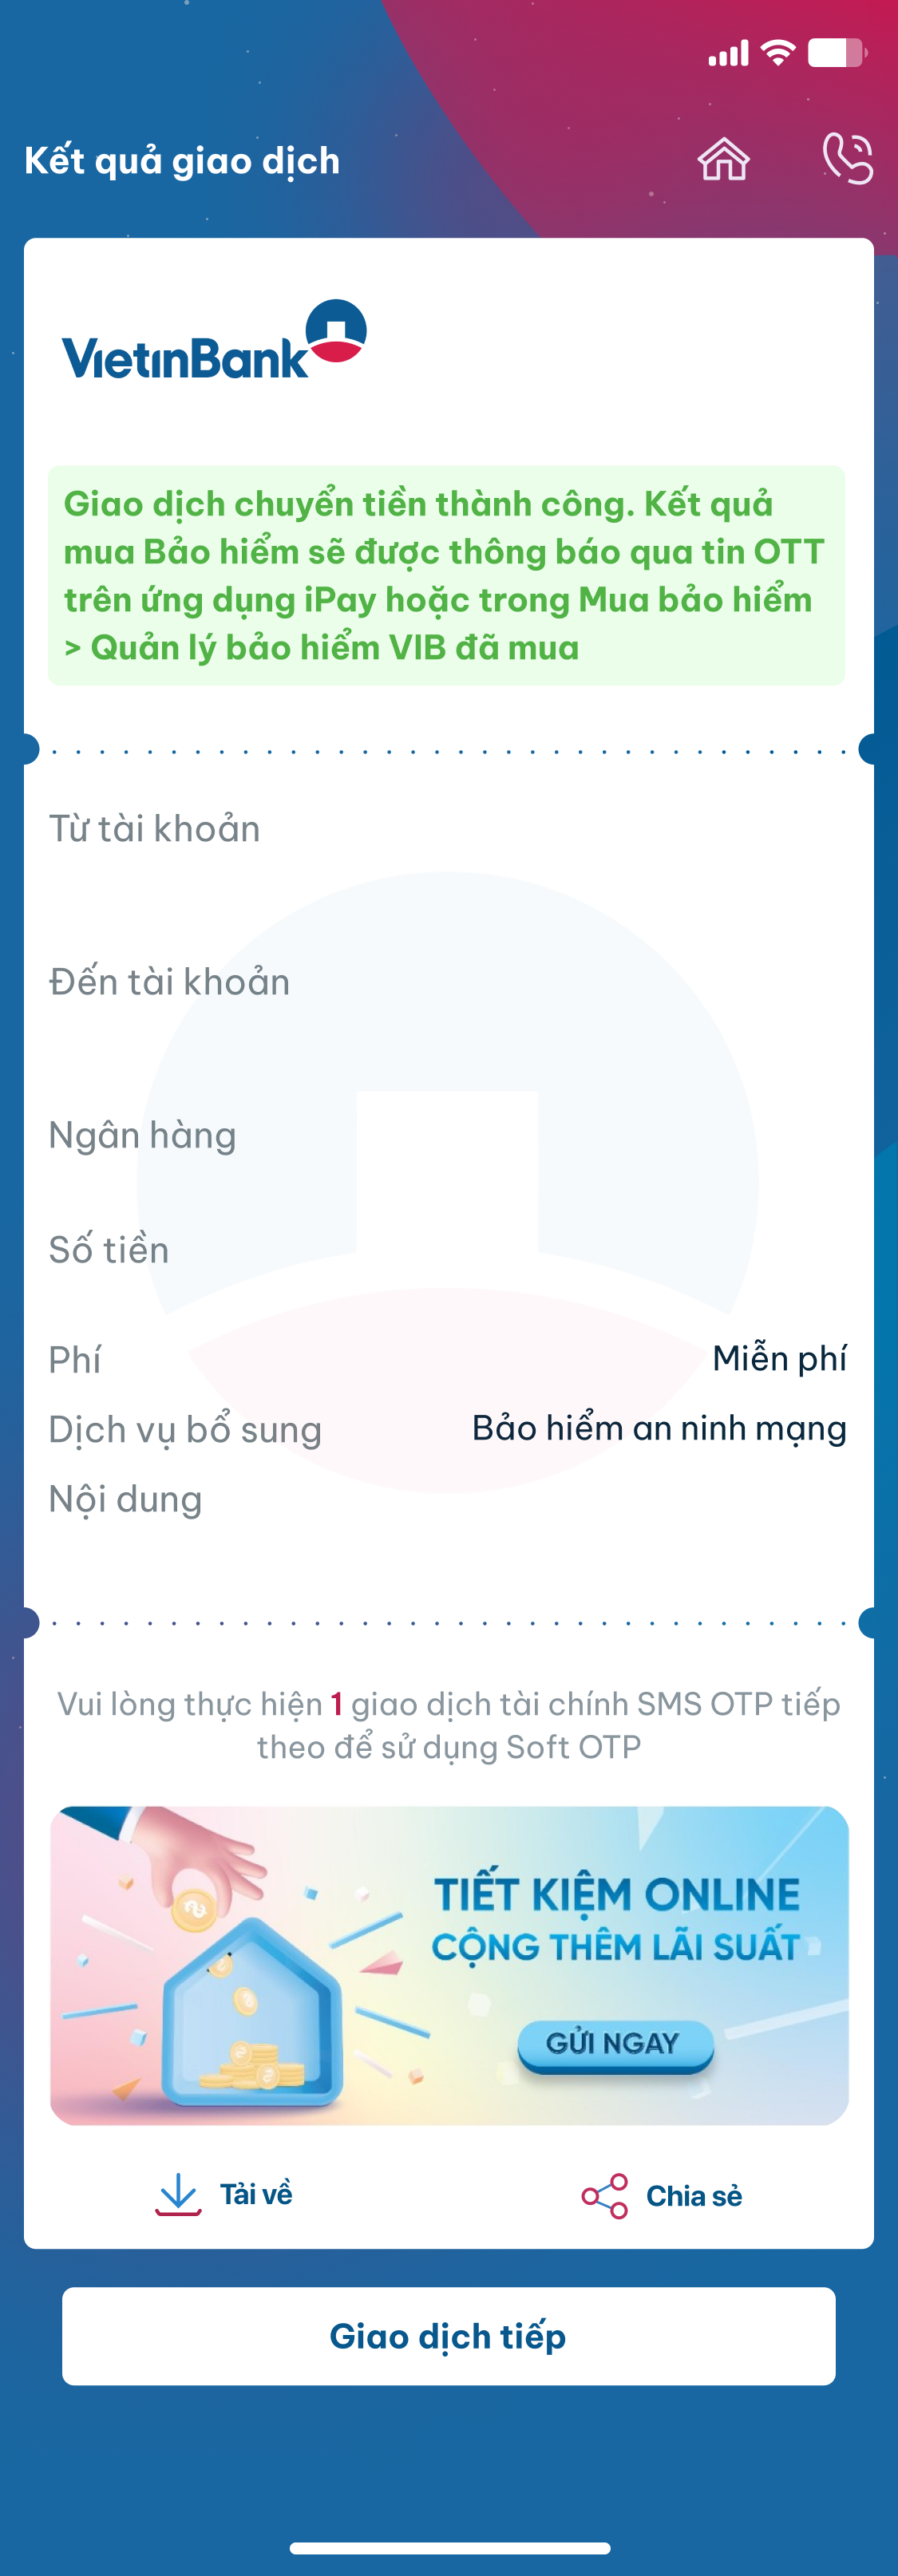 Kết quả giao dịch
VietinBank
Giao dịch chuyển tiền thành công. Kết quả
mua Bảo hiểm sẽ được thông báo qua tin OTT
trên ứng dụng iPay hoặc trong Mua bảo hiểm
> Quản lý bảo hiểm VIB đã mua
Từ tài khoản
Đến tài khoản
Ngân hàng
Số tiền
Phí Miễn phí
Dịch vụ bổ sung Bảo hiểm an ninh mạng
Nội dung
Vui lòng thực hiện 1 giao dịch tài chính SMS OTP tiếp
theo để sử dụng Soft OTP
TIẾT KIỆM ONLINE
CỘNG THÊM LÃI SUẤT
GỬI NGAY
Tải về Chia sẻ
Giao dịch tiếp